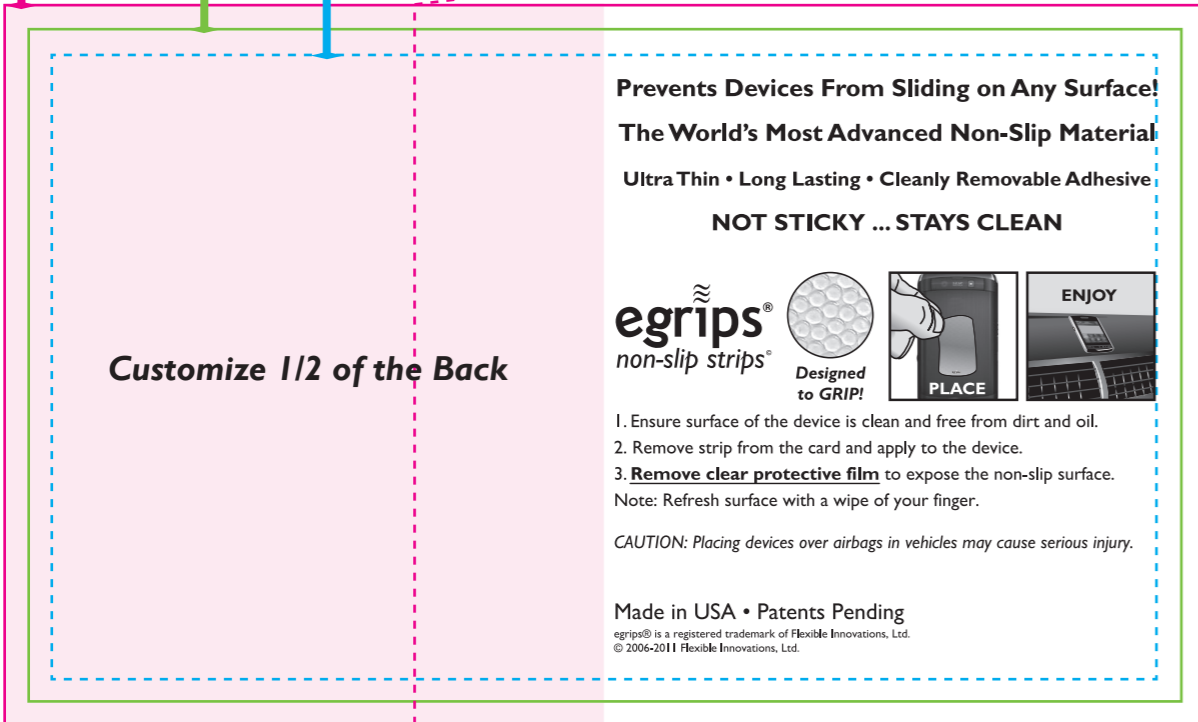 Prevents Devices From Sliding on Any Surface!
The World's Most Advanced Non-Slip Material
Ultra Thin • Long Lasting • Cleanly Removable Adhesive
NOT STICKY ... STAYS CLEAN
Customize 1/2 of the Back
egrips®
non-slip strips©
Designed
to GRIP!
PLACE
ENJOY
1. Ensure surface of the device is clean and free from dirt and oil.
2. Remove strip from the card and apply to the device.
3. Remove clear protective film to expose the non-slip surface.
Note: Refresh surface with a wipe of your finger.
CAUTION: Placing devices over airbags in vehicles may cause serious injury.
Made in USA • Patents Pending
egrips® is a registered trademark of Flexible Innovations, Ltd.
© 2006-2011 Flexible Innovations, Ltd.